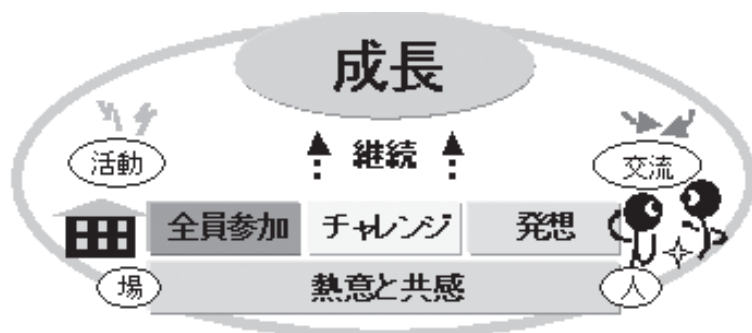 成長
活動
継続
交流
全員参加
チャレンジ
発想
場
熱意と共感
人